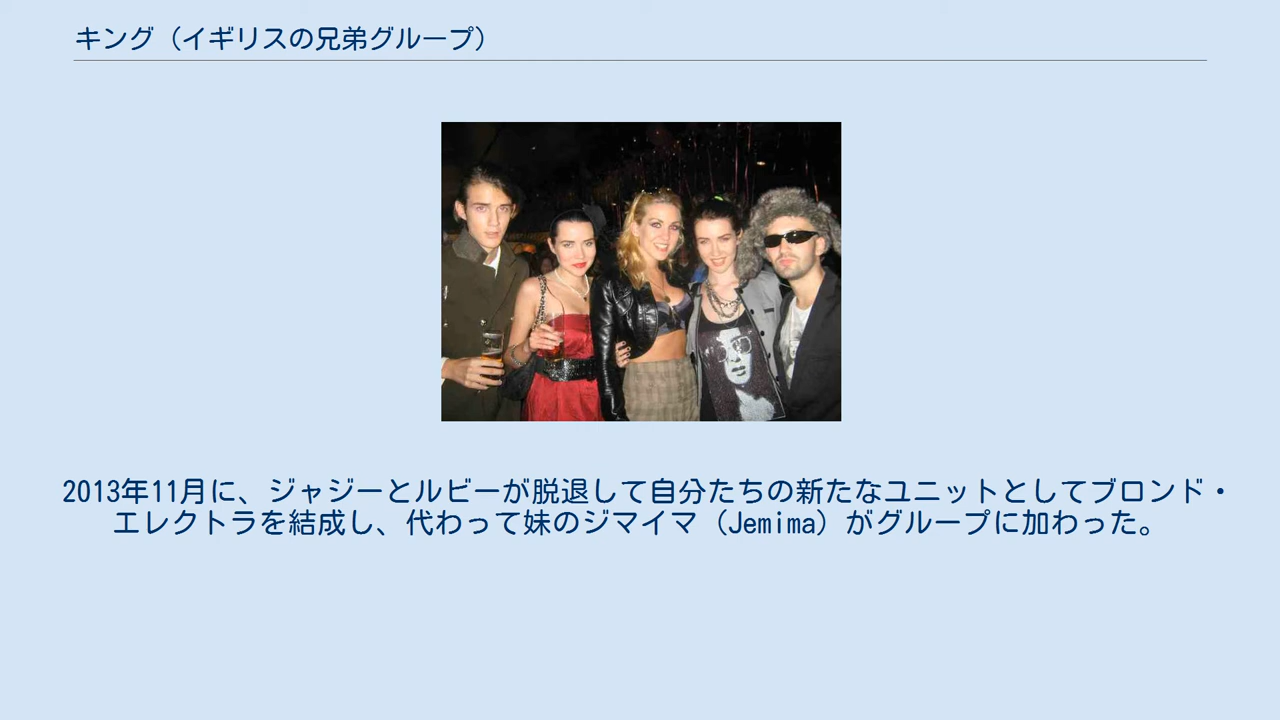 キング（イギリスの兄弟グループ）
2013年11月に、ジャジーとルビーが脱退して自分たちの新たなユニットとしてブロンド・
エレクトラを結成し、代わって妹のジマイマ（Jemima）がグループに加わった。